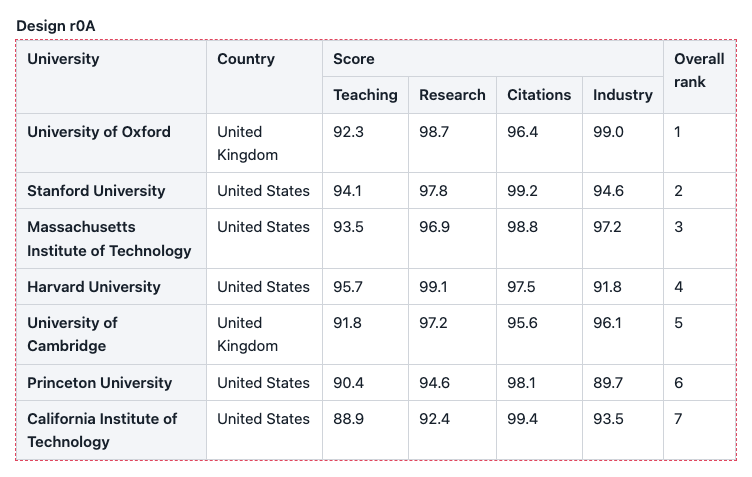 Design r0A
University Country Score Overall rank
Teaching Research Citations Industry
University of Oxford United Kingdom 92.3 98.7 96.4 99.0 1
Stanford University United States 94.1 97.8 99.2 94.6 2
Massachusetts Institute of Technology United States 93.5 96.9 98.8 97.2 3
Harvard University United States 95.7 99.1 97.5 91.8 4
University of Cambridge United Kingdom 91.8 97.2 95.6 96.1 5
Princeton University United States 90.4 94.6 98.1 89.7 6
California Institute of Technology United States 88.9 92.4 99.4 93.5 7